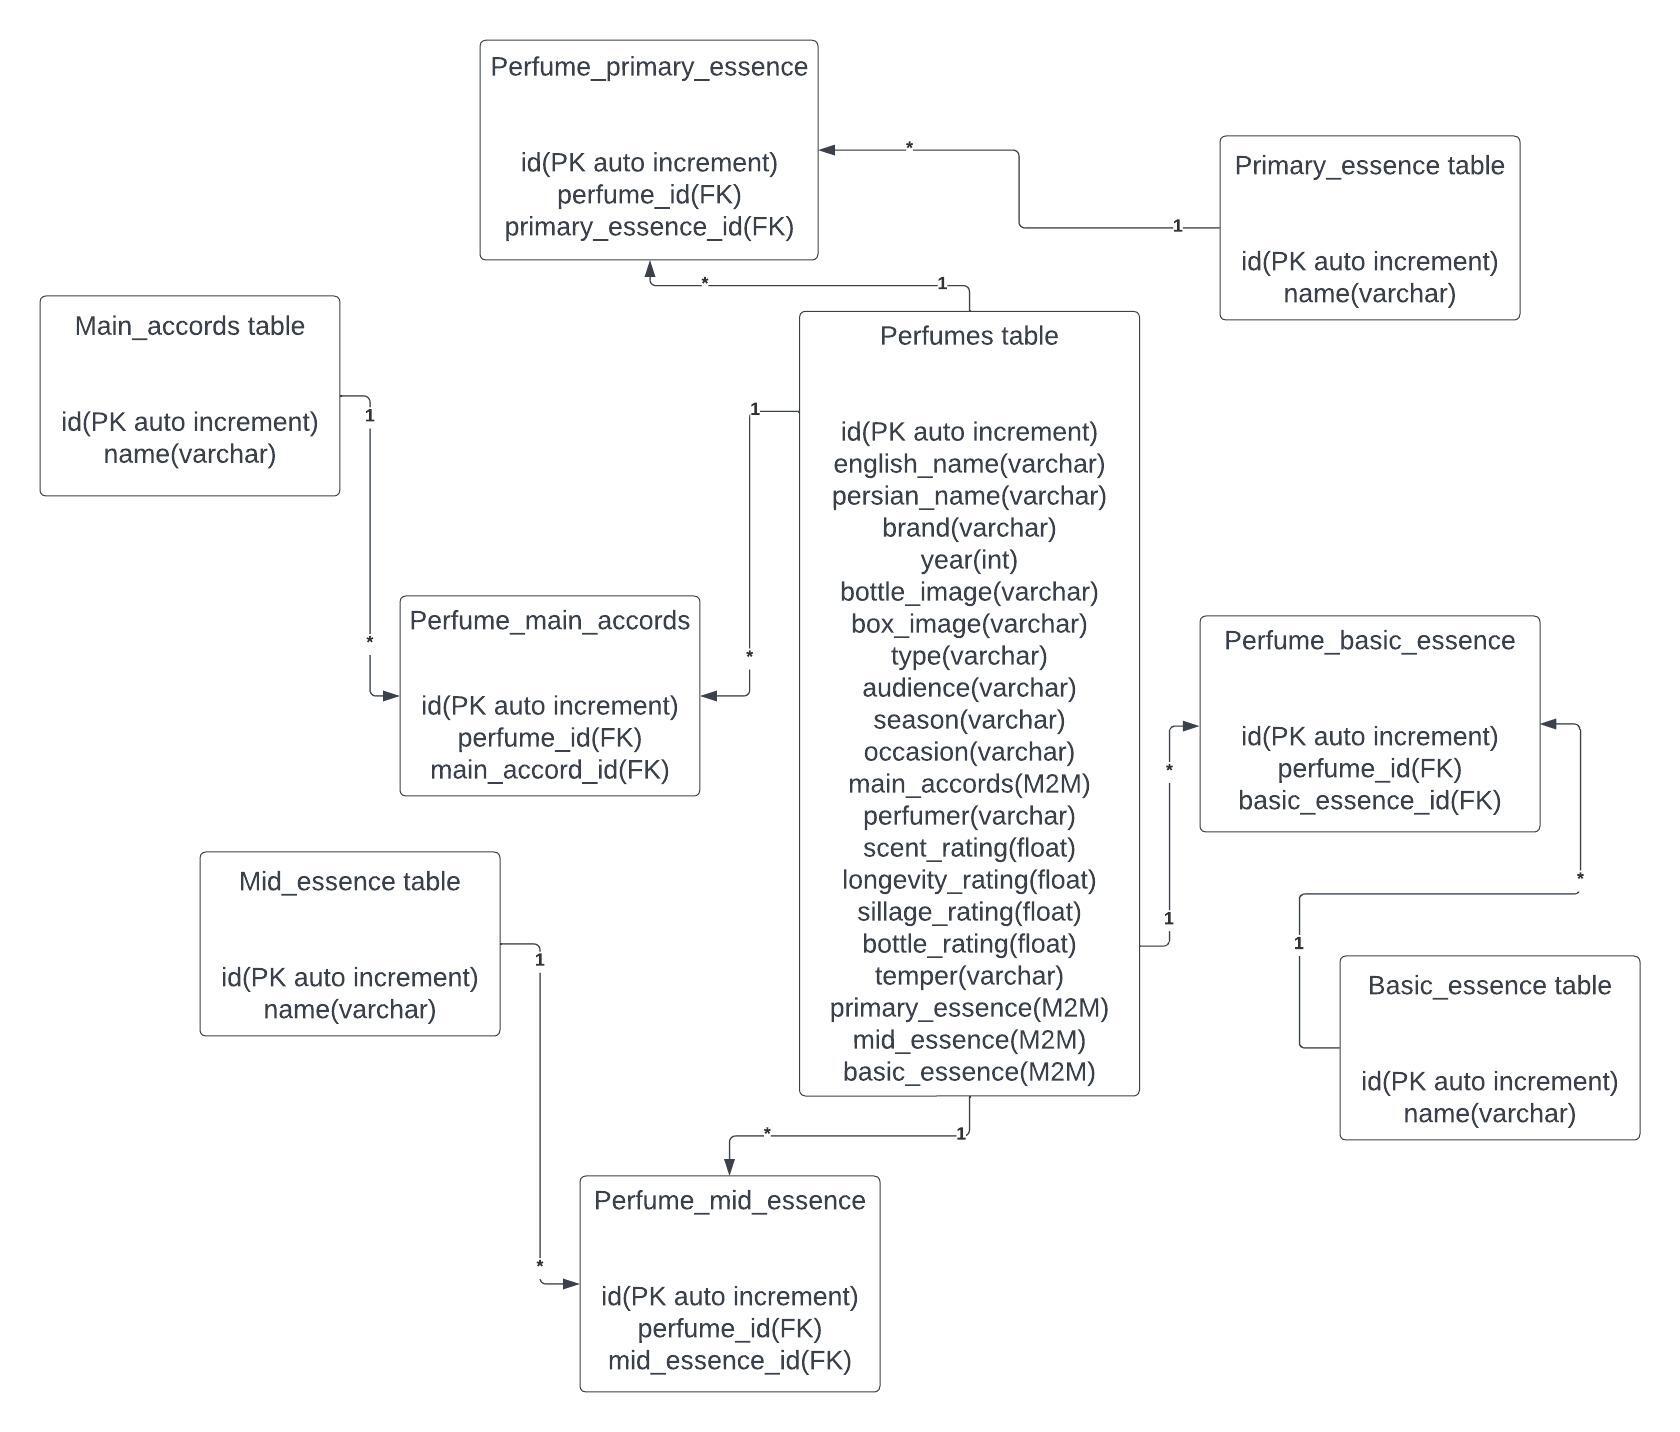 Perfume_primary_essence
id(PK auto increment)
perfume_id(FK)
primary_essence_id(FK)
*
1
Primary_essence table
id(PK auto increment)
name(varchar)
*
1
Main_accords table
id(PK auto increment)
name(varchar)
1
*
Perfumes table
id(PK auto increment)
english_name(varchar)
persian_name(varchar)
brand(varchar)
year(int)
bottle_image(varchar)
box_image(varchar)
type(varchar)
audience(varchar)
season(varchar)
occasion(varchar)
main_accords(M2M)
perfumer(varchar)
scent_rating(float)
longevity_rating(float)
sillage_rating(float)
bottle_rating(float)
temper(varchar)
primary_essence(M2M)
mid_essence(M2M)
basic_essence(M2M)
1
*
Perfume_main_accords
id(PK auto increment)
perfume_id(FK)
main_accord_id(FK)
Perfume_basic_essence
id(PK auto increment)
perfume_id(FK)
basic_essence_id(FK)
*
1
*
1
Mid_essence table
id(PK auto increment)
name(varchar)
1
*
Basic_essence table
id(PK auto increment)
name(varchar)
*
1
Perfume_mid_essence
id(PK auto increment)
perfume_id(FK)
mid_essence_id(FK)